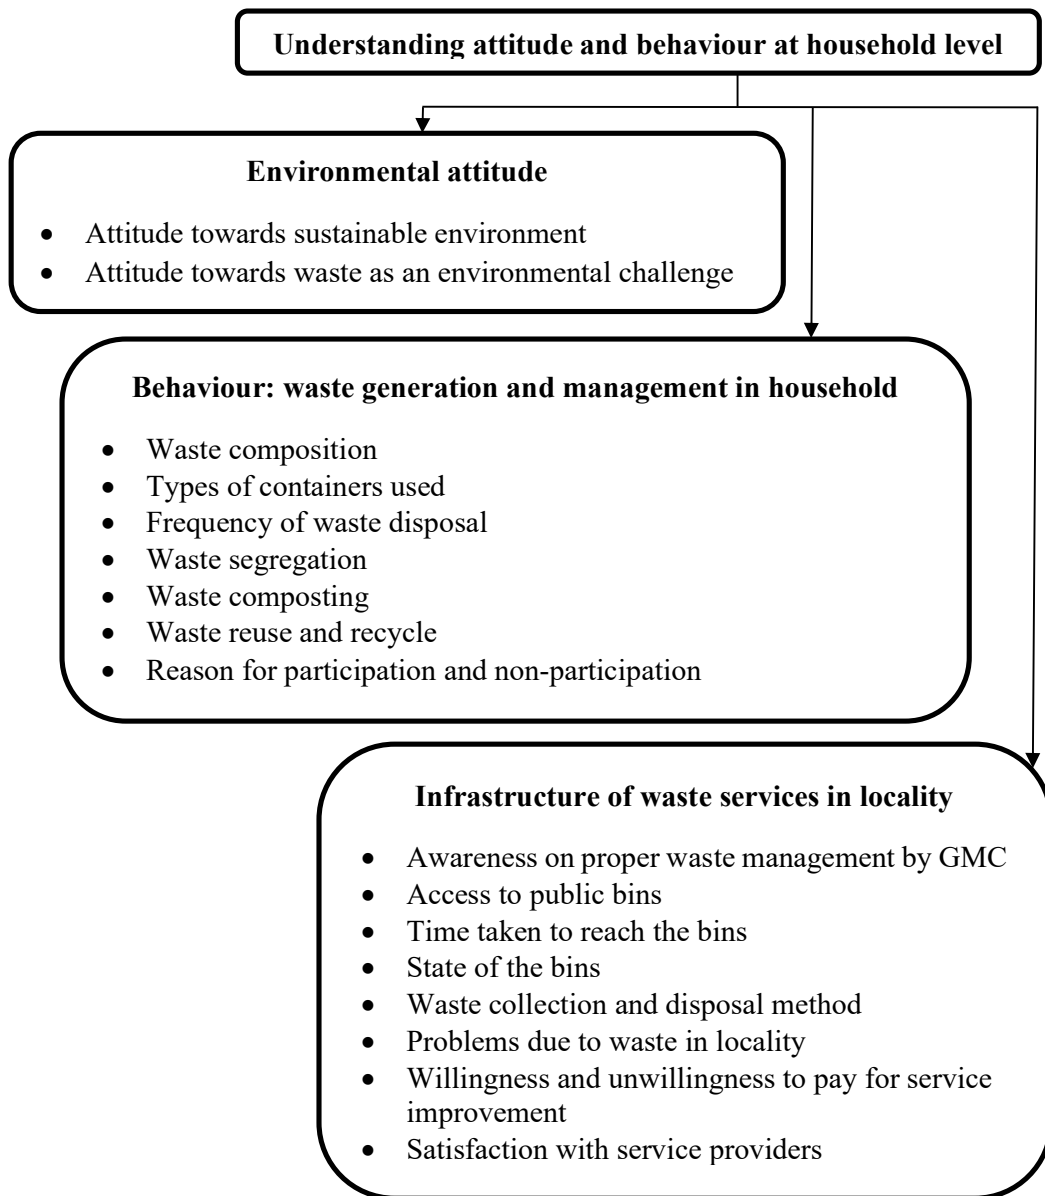 Understanding attitude and behaviour at household level
Environmental attitude
• Attitude towards sustainable environment
• Attitude towards waste as an environmental challenge
Behaviour: waste generation and management in household
• Waste composition
• Types of containers used
• Frequency of waste disposal
• Waste segregation
• Waste composting
• Waste reuse and recycle
• Reason for participation and non-participation
Infrastructure of waste services in locality
• Awareness on proper waste management by GMC
• Access to public bins
• Time taken to reach the bins
• State of the bins
• Waste collection and disposal method
• Problems due to waste in locality
• Willingness and unwillingness to pay for service
improvement
• Satisfaction with service providers